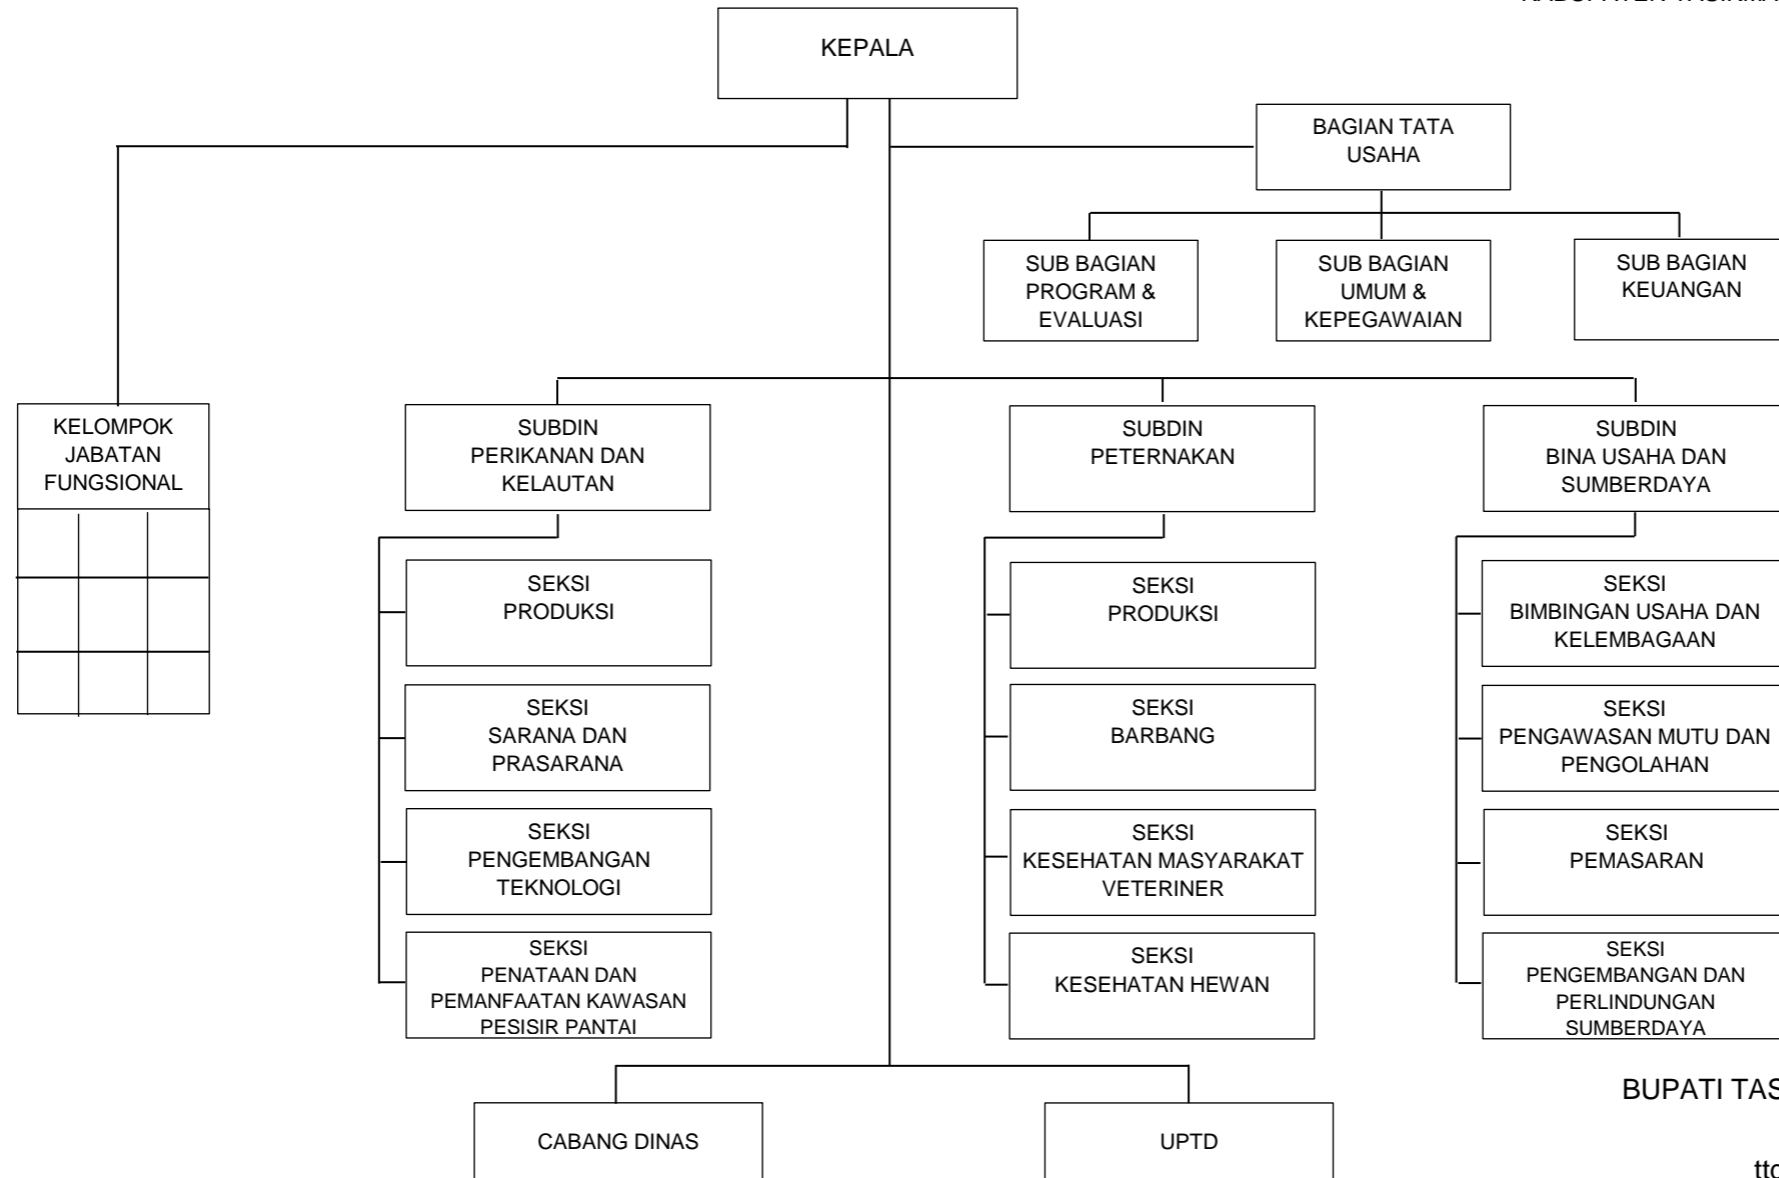 KEPALA
BAGIAN TATA
USAHA
SUB BAGIAN
PROGRAM &
EVALUASI
SUB BAGIAN
UMUM &
KEPEGAWAIAN
SUB BAGIAN
KEUANGAN
KELOMPOK
JABATAN
FUNGSIONAL
SUBDIN
PERIKANAN DAN
KELAUTAN
SUBDIN
PETERNAKAN
SUBDIN
BINA USAHA DAN
SUMBERDAYA
SEKSI
PRODUKSI
SEKSI
PRODUKSI
SEKSI
BIMBINGAN USAHA DAN
KELEMBAGAAN
SEKSI
SARANA DAN
PRASARANA
SEKSI
BARBANG
SEKSI
PENGAWASAN MUTU DAN
PENGOLAHAN
SEKSI
PENGEMBANGAN
TEKNOLOGI
SEKSI
KESEHATAN MASYARAKAT
VETERINER
SEKSI
PEMASARAN
SEKSI
PENATAAN DAN
PEMANFAATAN KAWASAN
PESISIR PANTAI
SEKSI
KESEHATAN HEWAN
SEKSI
PENGEMBANGAN DAN
PERLINDUNGAN
SUMBERDAYA
BUPATI TAS
CABANG DINAS
UPTD